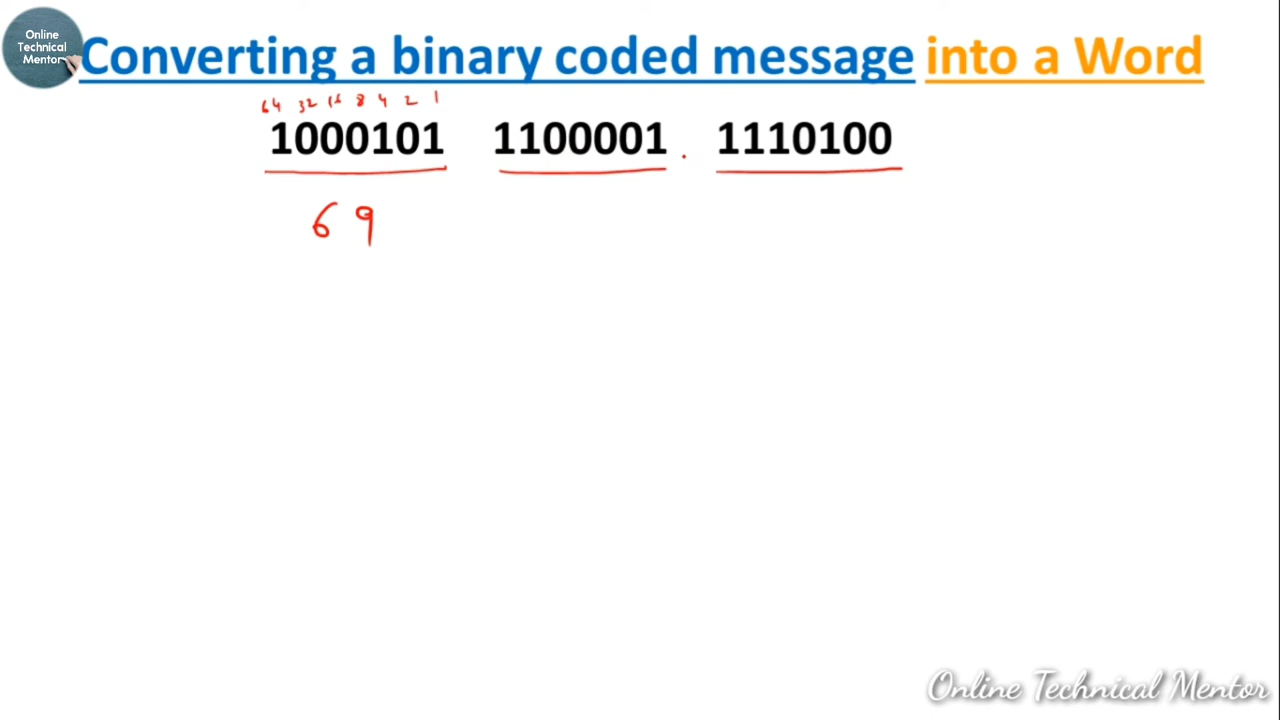 Online
Technical
Mentor
Converting a binary coded message into a Word
64 32 16 8 4 2 1
1000101 1100001 . 1110100
69
Online Technical Mentor